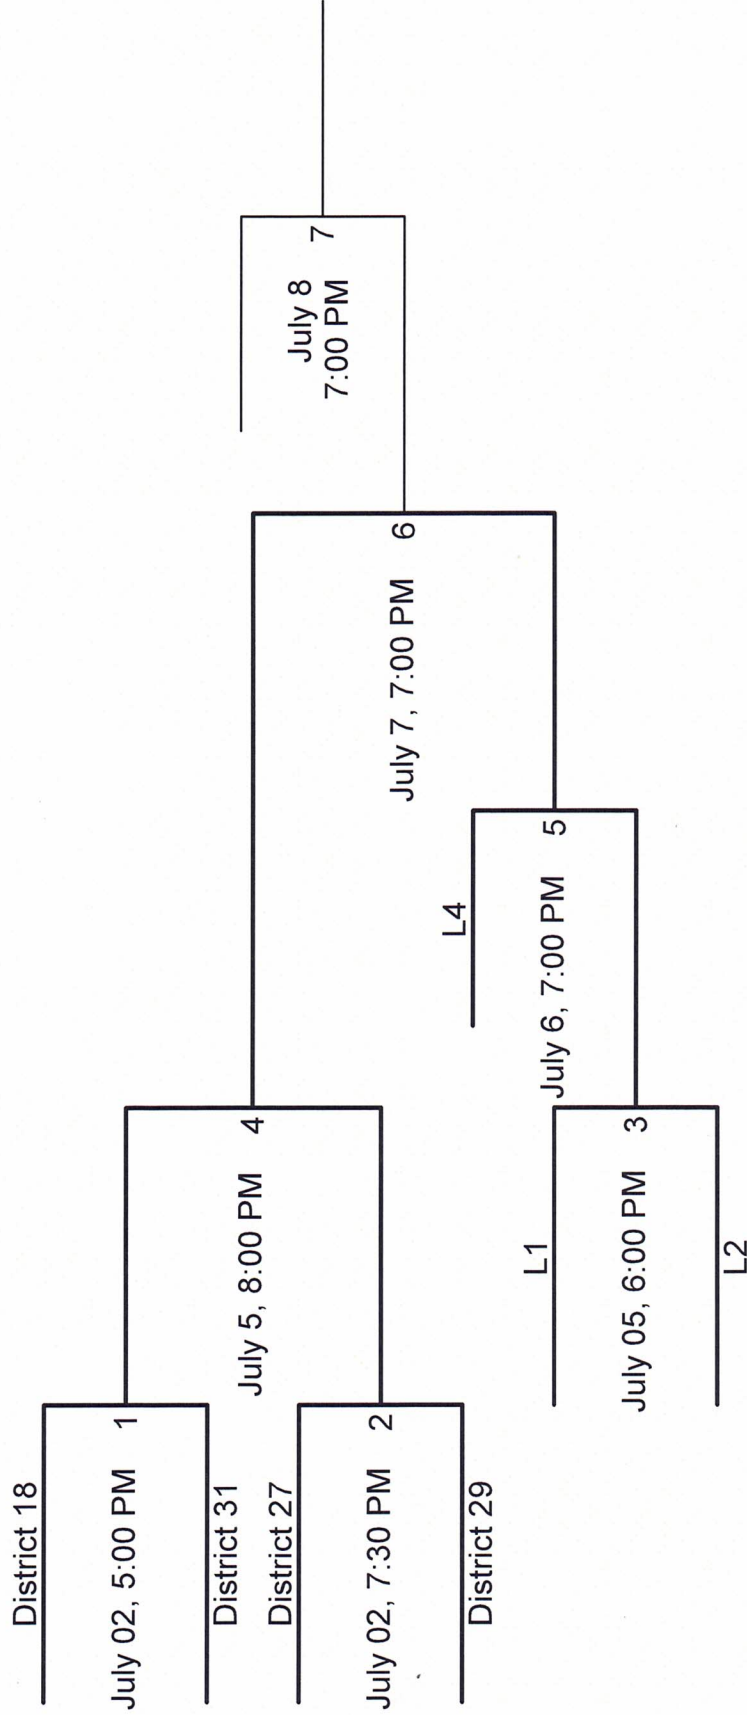 District 18
July 02, 5:00 PM
1
District 31
District 27
July 02, 7:30 PM
2
District 29
July 5, 8:00 PM
4
L1
July 05, 6:00 PM
3
L2
L4
July 6, 7:00 PM
5
July 7, 7:00 PM
6
July 8
7:00 PM
7